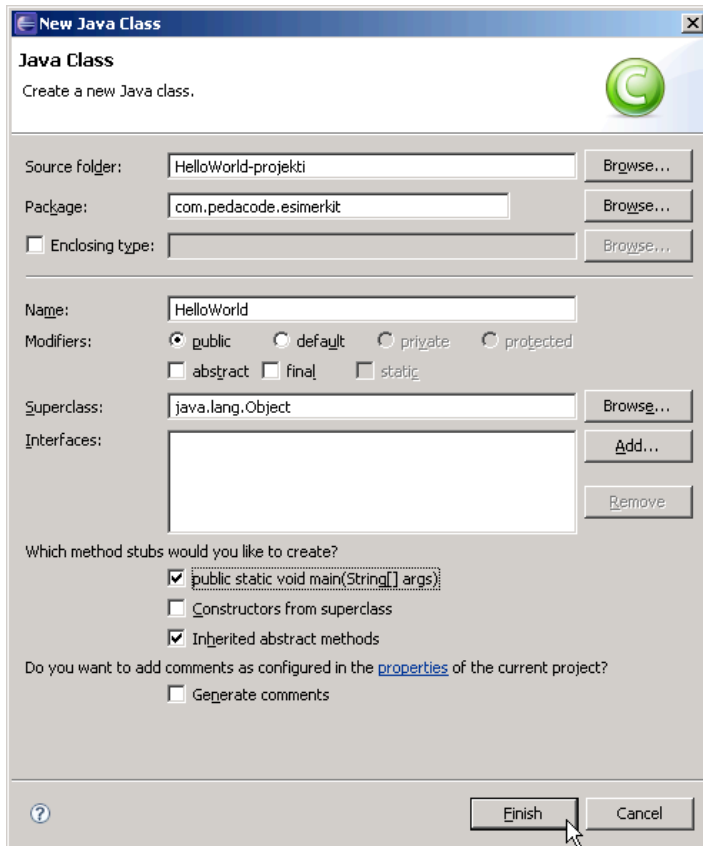 New Java Class
Java Class
Create a new Java class.
Source folder: HelloWorld-projekti Browse...
Package: com.pedacode.esimerkit Browse...
Enclosing type: Browse...
Name: HelloWorld
Modifiers: public default private protected
abstract final static
Superclass: java.lang.Object Browse...
Interfaces: Add...
Remove
Which method stubs would you like to create?
public static void main(String[] args)
Constructors from superclass
Inherited abstract methods
Do you want to add comments as configured in the properties of the current project?
Generate comments
? Finish Cancel